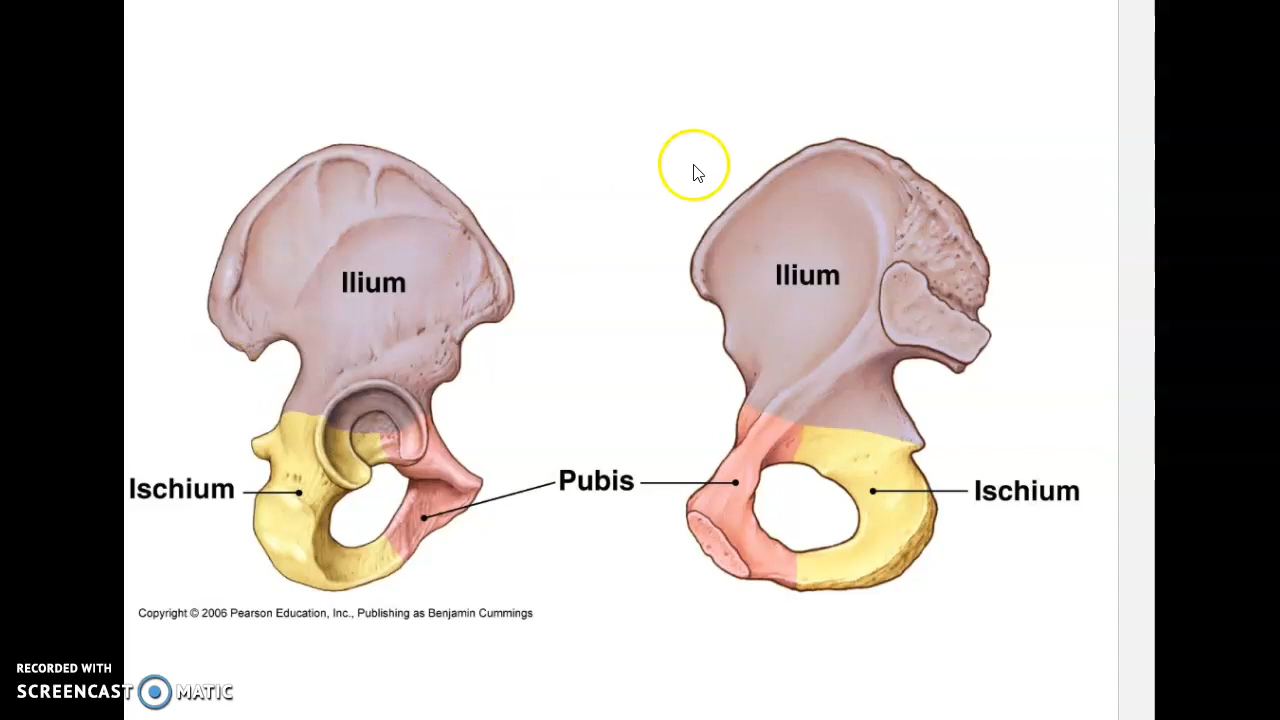 Ilium
Ilium
Ischium
Pubis
Ischium
Copyright © 2006 Pearson Education, Inc., Publishing as Benjamin Cummings
RECORDED WITH
SCREENCAST MATIC